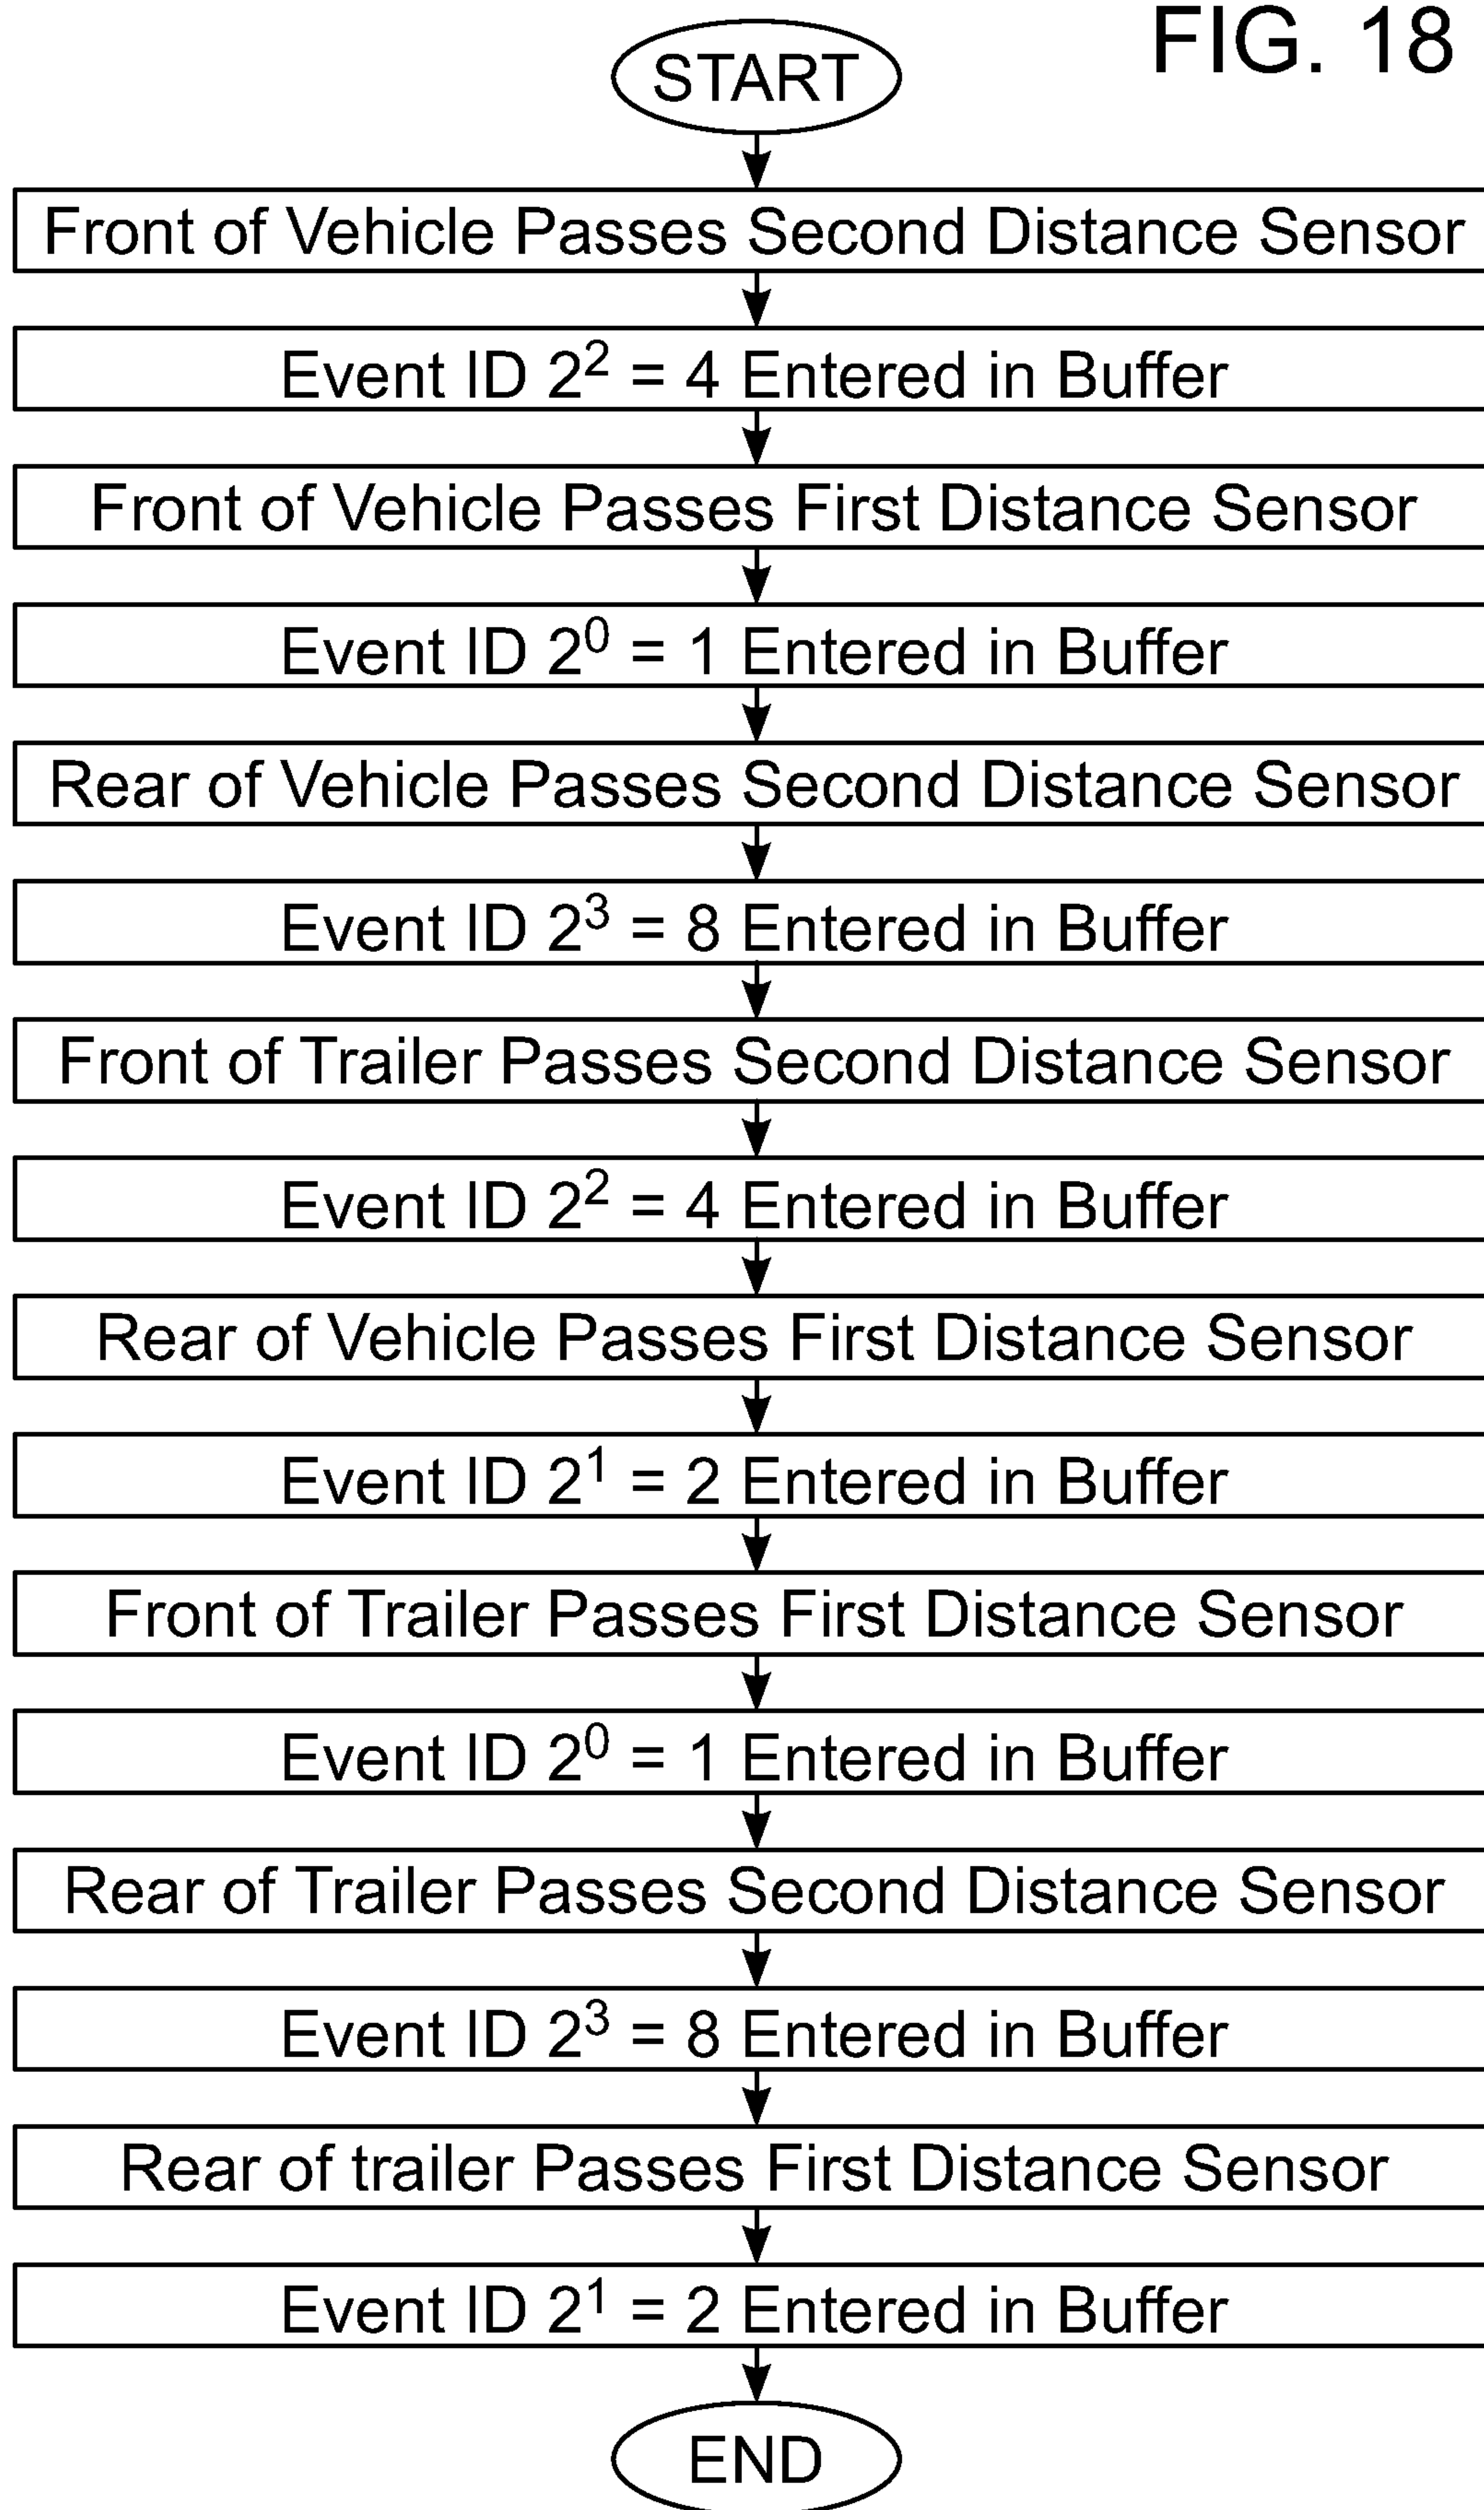 FIG. 18
START
Front of Vehicle Passes Second Distance Sensor
Event ID 2² = 4 Entered in Buffer
Front of Vehicle Passes First Distance Sensor
Event ID 2⁰ = 1 Entered in Buffer
Rear of Vehicle Passes Second Distance Sensor
Event ID 2³ = 8 Entered in Buffer
Front of Trailer Passes Second Distance Sensor
Event ID 2² = 4 Entered in Buffer
Rear of Vehicle Passes First Distance Sensor
Event ID 2¹ = 2 Entered in Buffer
Front of Trailer Passes First Distance Sensor
Event ID 2⁰ = 1 Entered in Buffer
Rear of Trailer Passes Second Distance Sensor
Event ID 2³ = 8 Entered in Buffer
Rear of trailer Passes First Distance Sensor
Event ID 2¹ = 2 Entered in Buffer
END